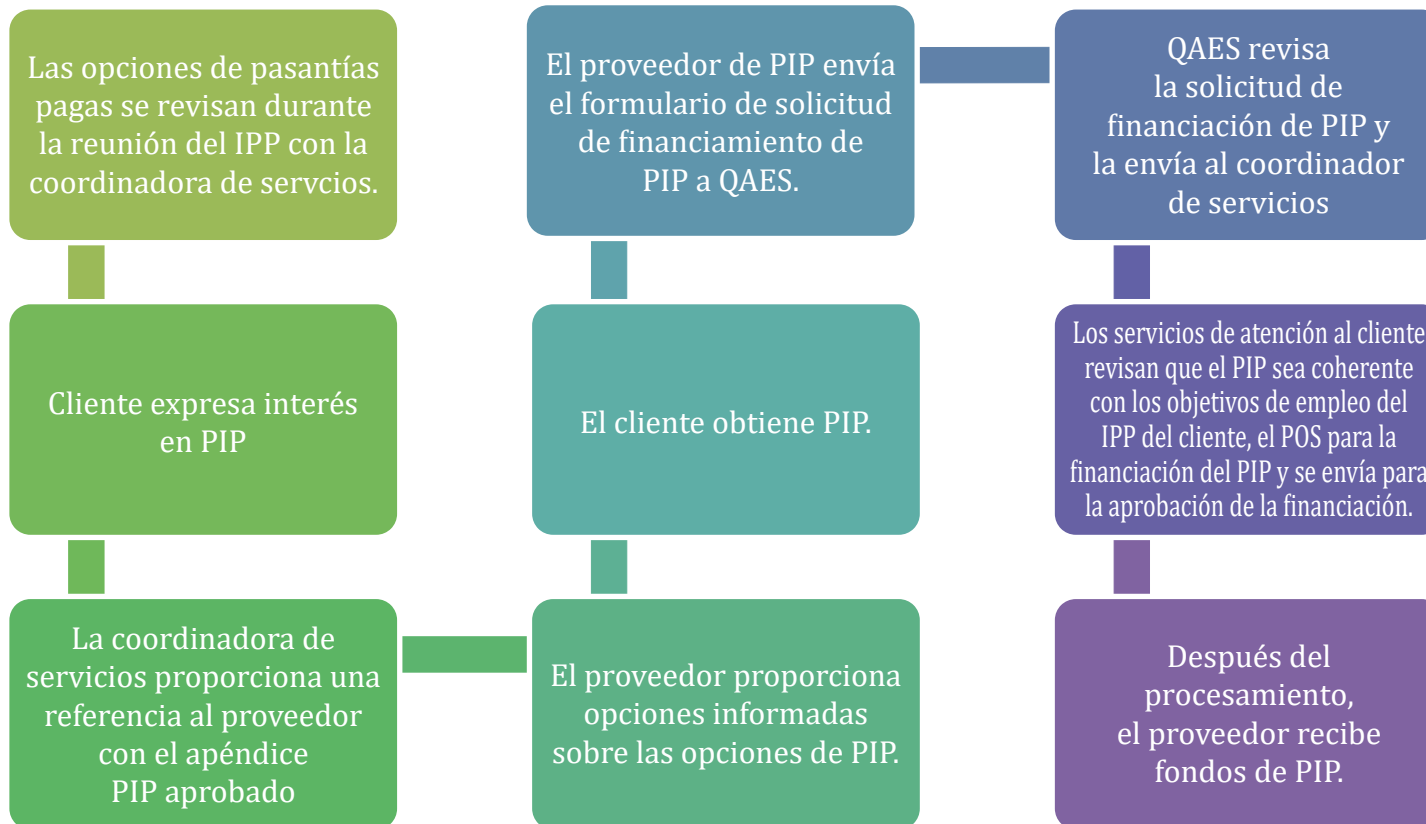 Las opciones de pasantías
pagas se revisan durante
la reunión del IPP con la
coordinadora de servcios.
Cliente expresa interés
en PIP
La coordinadora de
servicios proporciona una
referencia al proveedor
con el apéndice
PIP aprobado
El proveedor proporciona
opciones informadas
sobre las opciones de PIP.
El cliente obtiene PIP.
El proveedor de PIP envía
el formulario de solicitud
de financiamiento de
PIP a QAES.
QAES revisa
la solicitud de
financiación de PIP y
la envía al coordinador
de servicios
Los servicios de atención al cliente
revisan que el PIP sea coherente
con los objetivos de empleo del
IPP del cliente, el POS para la
financiación del PIP y se envía para
la aprobación de la financiación.
Después del
procesamiento,
el proveedor recibe
fondos de PIP.